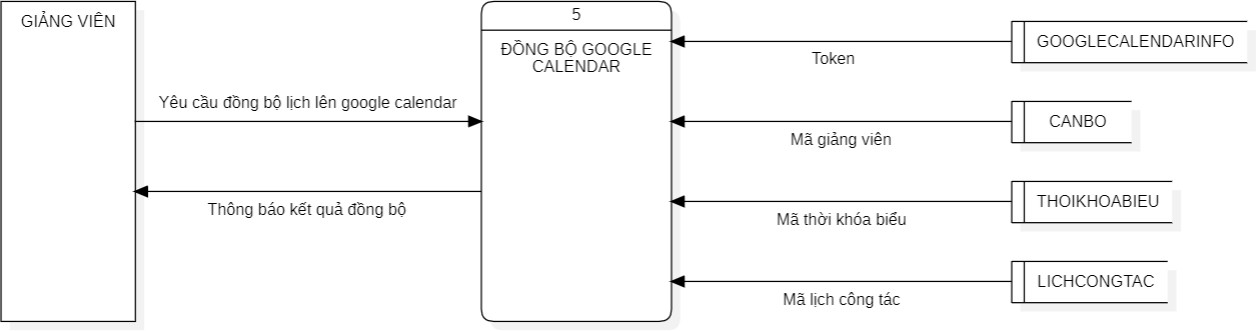 GIẢNG VIÊN
Yêu cầu đồng bộ lịch lên google calendar
Thông báo kết quả đồng bộ
5
ĐỒNG BỘ GOOGLE
CALENDAR
Token
Mã giảng viên
Mã thời khóa biểu
Mã lịch công tác
GOOGLECALENDARINFO
CANBO
THOIKHOABIEU
LICHCONGTAC